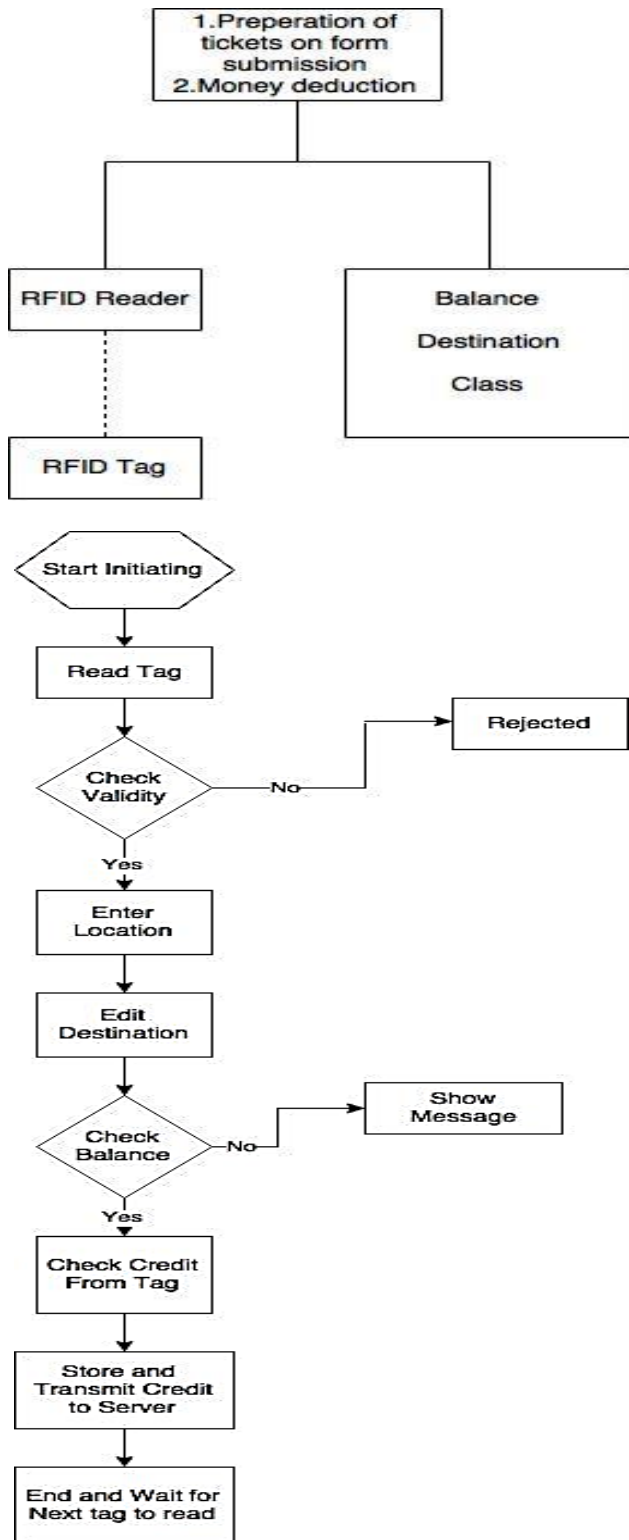 1.Preperation of
tickets on form
submission
2.Money deduction
RFID Reader
Balance
Destination
Class
RFID Tag
Start Initiating
Read Tag
Rejected
Check
Validity
No
Yes
Enter
Location
Edit
Destination
Show
Message
Check
Balance
No
Yes
Check Credit
From Tag
Store and
Transmit Credit
to Server
End and Wait for
Next tag to read